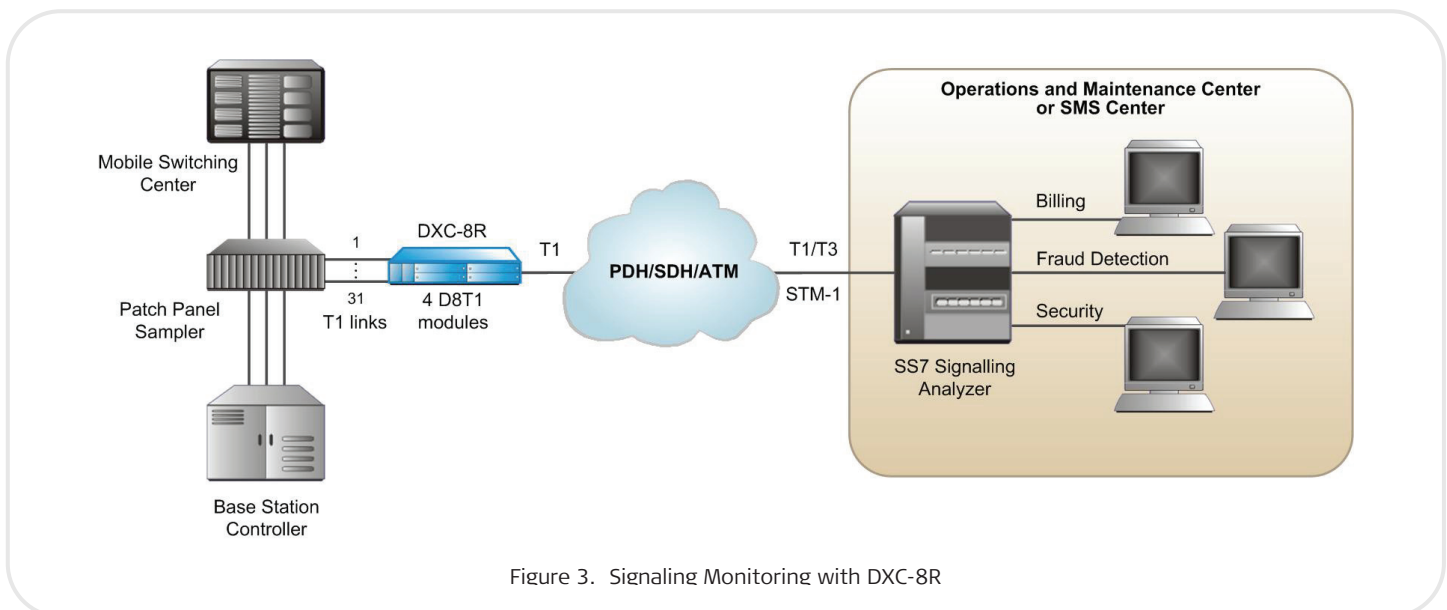 Operations and Maintenance Center
or SMS Center
Mobile Switching
Center
Billing
1
DXC-8R
T1
PDH/SDH/ATM
T1/T3
Fraud Detection
STM-1
Patch Panel
Sampler
31
T1 links
4 D8T1
modules
Security
SS7 Signalling
Analyzer
Base Station
Controller
Figure 3. Signaling Monitoring with DXC-8R